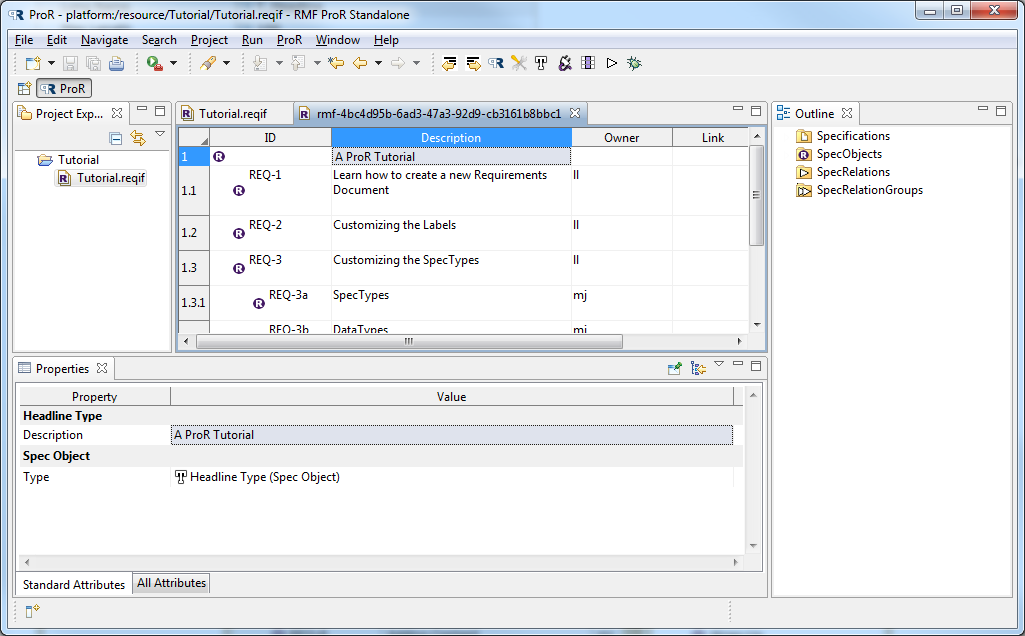 ProR - platform:/resource/Tutorial/Tutorial.reqif - RMF ProR Standalone
File Edit Navigate Search Project Run ProR Window Help
ProR
Project Exp...
Tutorial
Tutorial.reqif
Tutorial.reqif rmf-4bc4d95b-6ad3-47a3-92d9-cb3161b8bbc1
ID Description Owner Link
1 A ProR Tutorial
1.1 REQ-1 Learn how to create a new Requirements Document ll
1.2 REQ-2 Customizing the Labels ll
1.3 REQ-3 Customizing the SpecTypes ll
1.3.1 REQ-3a SpecTypes mj
REQ-3b DataTypes mj
Outline
Specifications
SpecObjects
SpecRelations
SpecRelationGroups
Properties
Property Value
Headline Type
Description A ProR Tutorial
Spec Object
Type Headline Type (Spec Object)
Standard Attributes All Attributes